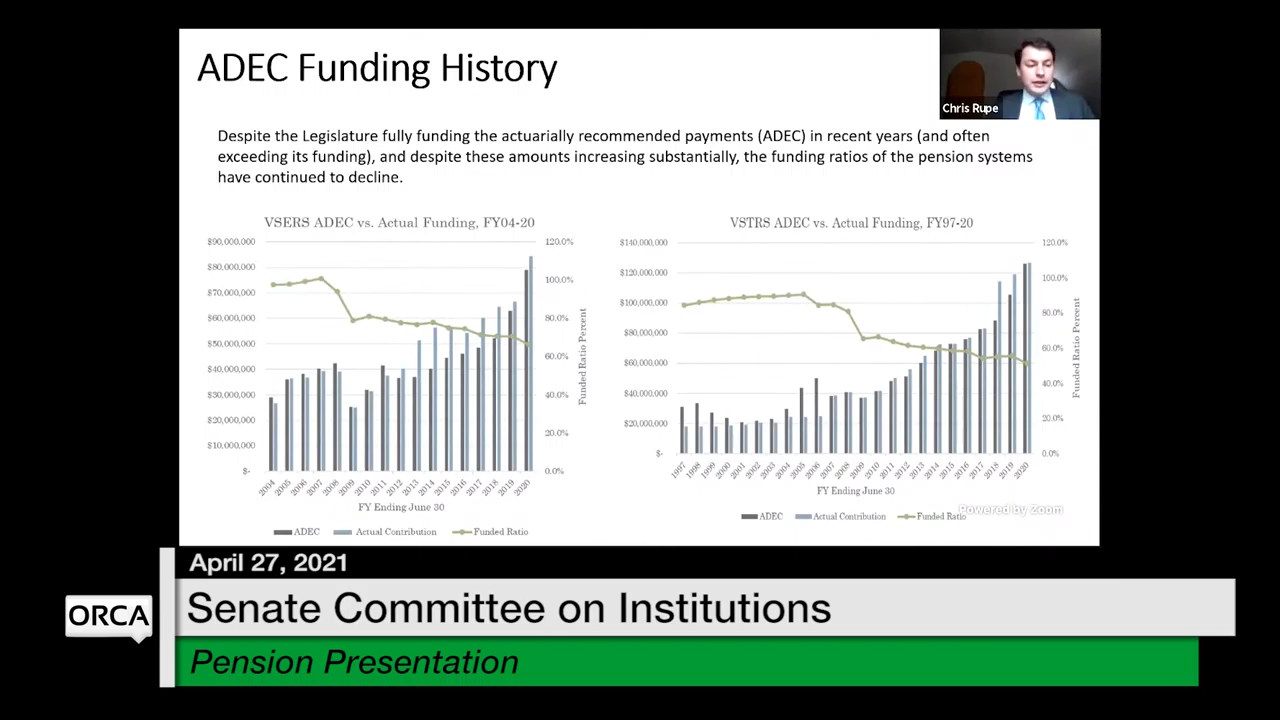 ADEC Funding History
Chris Rupe
Despite the Legislature fully funding the actuarially recommended payments (ADEC) in recent years (and often
exceeding its funding), and despite these amounts increasing substantially, the funding ratios of the pension systems
have continued to decline.
VSERS ADEC vs. Actual Funding, FY04-20
$90,000,000
$80,000,000
$70,000,000
$60,000,000
$50,000,000
$40,000,000
$30,000,000
$20,000,000
$10,000,000
$-
120.0%
100.0%
80.0%
60.0%
40.0%
20.0%
0.0%
Funded Ratio Percent
2004 2005 2006 2007 2008 2009 2010 2011 2012 2013 2014 2015 2016 2017 2018 2019 2020
FY Ending June 30
ADEC Actual Contribution Funded Ratio
VSTRS ADEC vs. Actual Funding, FY97-20
$140,000,000
$120,000,000
$100,000,000
$80,000,000
$60,000,000
$40,000,000
$20,000,000
$-
120.0%
100.0%
80.0%
60.0%
40.0%
20.0%
0.0%
Funded Ratio Percent
1997 1998 1999 2000 2001 2002 2003 2004 2005 2006 2007 2008 2009 2010 2011 2012 2013 2014 2015 2016 2017 2018 2019 2020
FY Ending June 30
ADEC Actual Contribution Funded Ratio
Powered by Zoom
April 27, 2021
ORCA
Senate Committee on Institutions
Pension Presentation